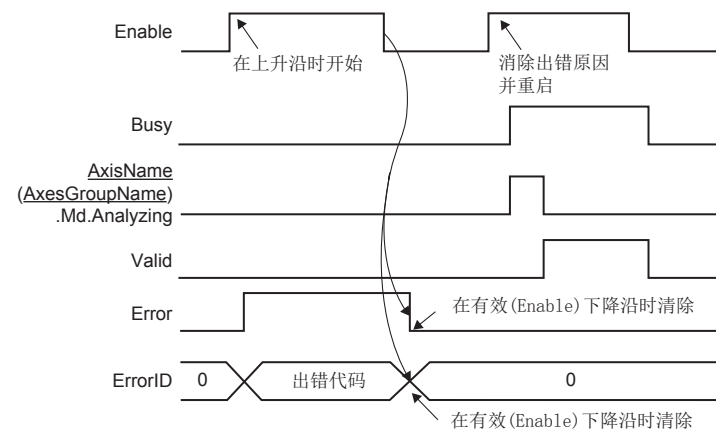 Enable
在上升沿时开始
消除出错原因
并重启
Busy
AxisName
(AxesGroupName)
.Md.Analyzing
Valid
Error
在有效(Enable)下降沿时清除
ErrorID
0
出错代码
0
在有效(Enable)下降沿时清除